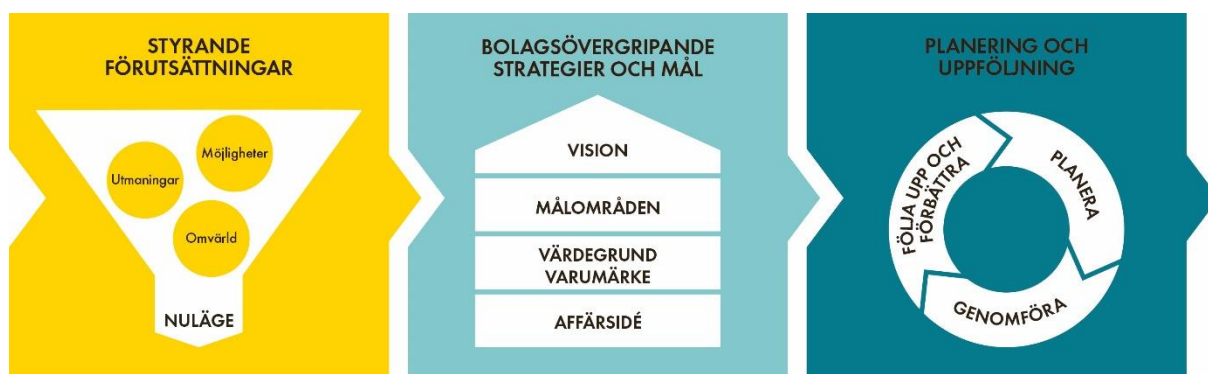 STYRANDE
FÖRUTSÄTTNINGAR
Möjligheter
Utmaningar
Omvärld
NULÄGE
BOLAGSÖVERGRIPANDE
STRATEGIER OCH MÅL
VISION
MÅLOMRÅDEN
VÄRDEGRUND
VARUMÄRKE
AFFÄRSIDÉ
PLANERING OCH
UPPFÖLJNING
PLANERA
GENOMFÖRA
FÖLJA UPP OCH
FÖRBÄTTRA